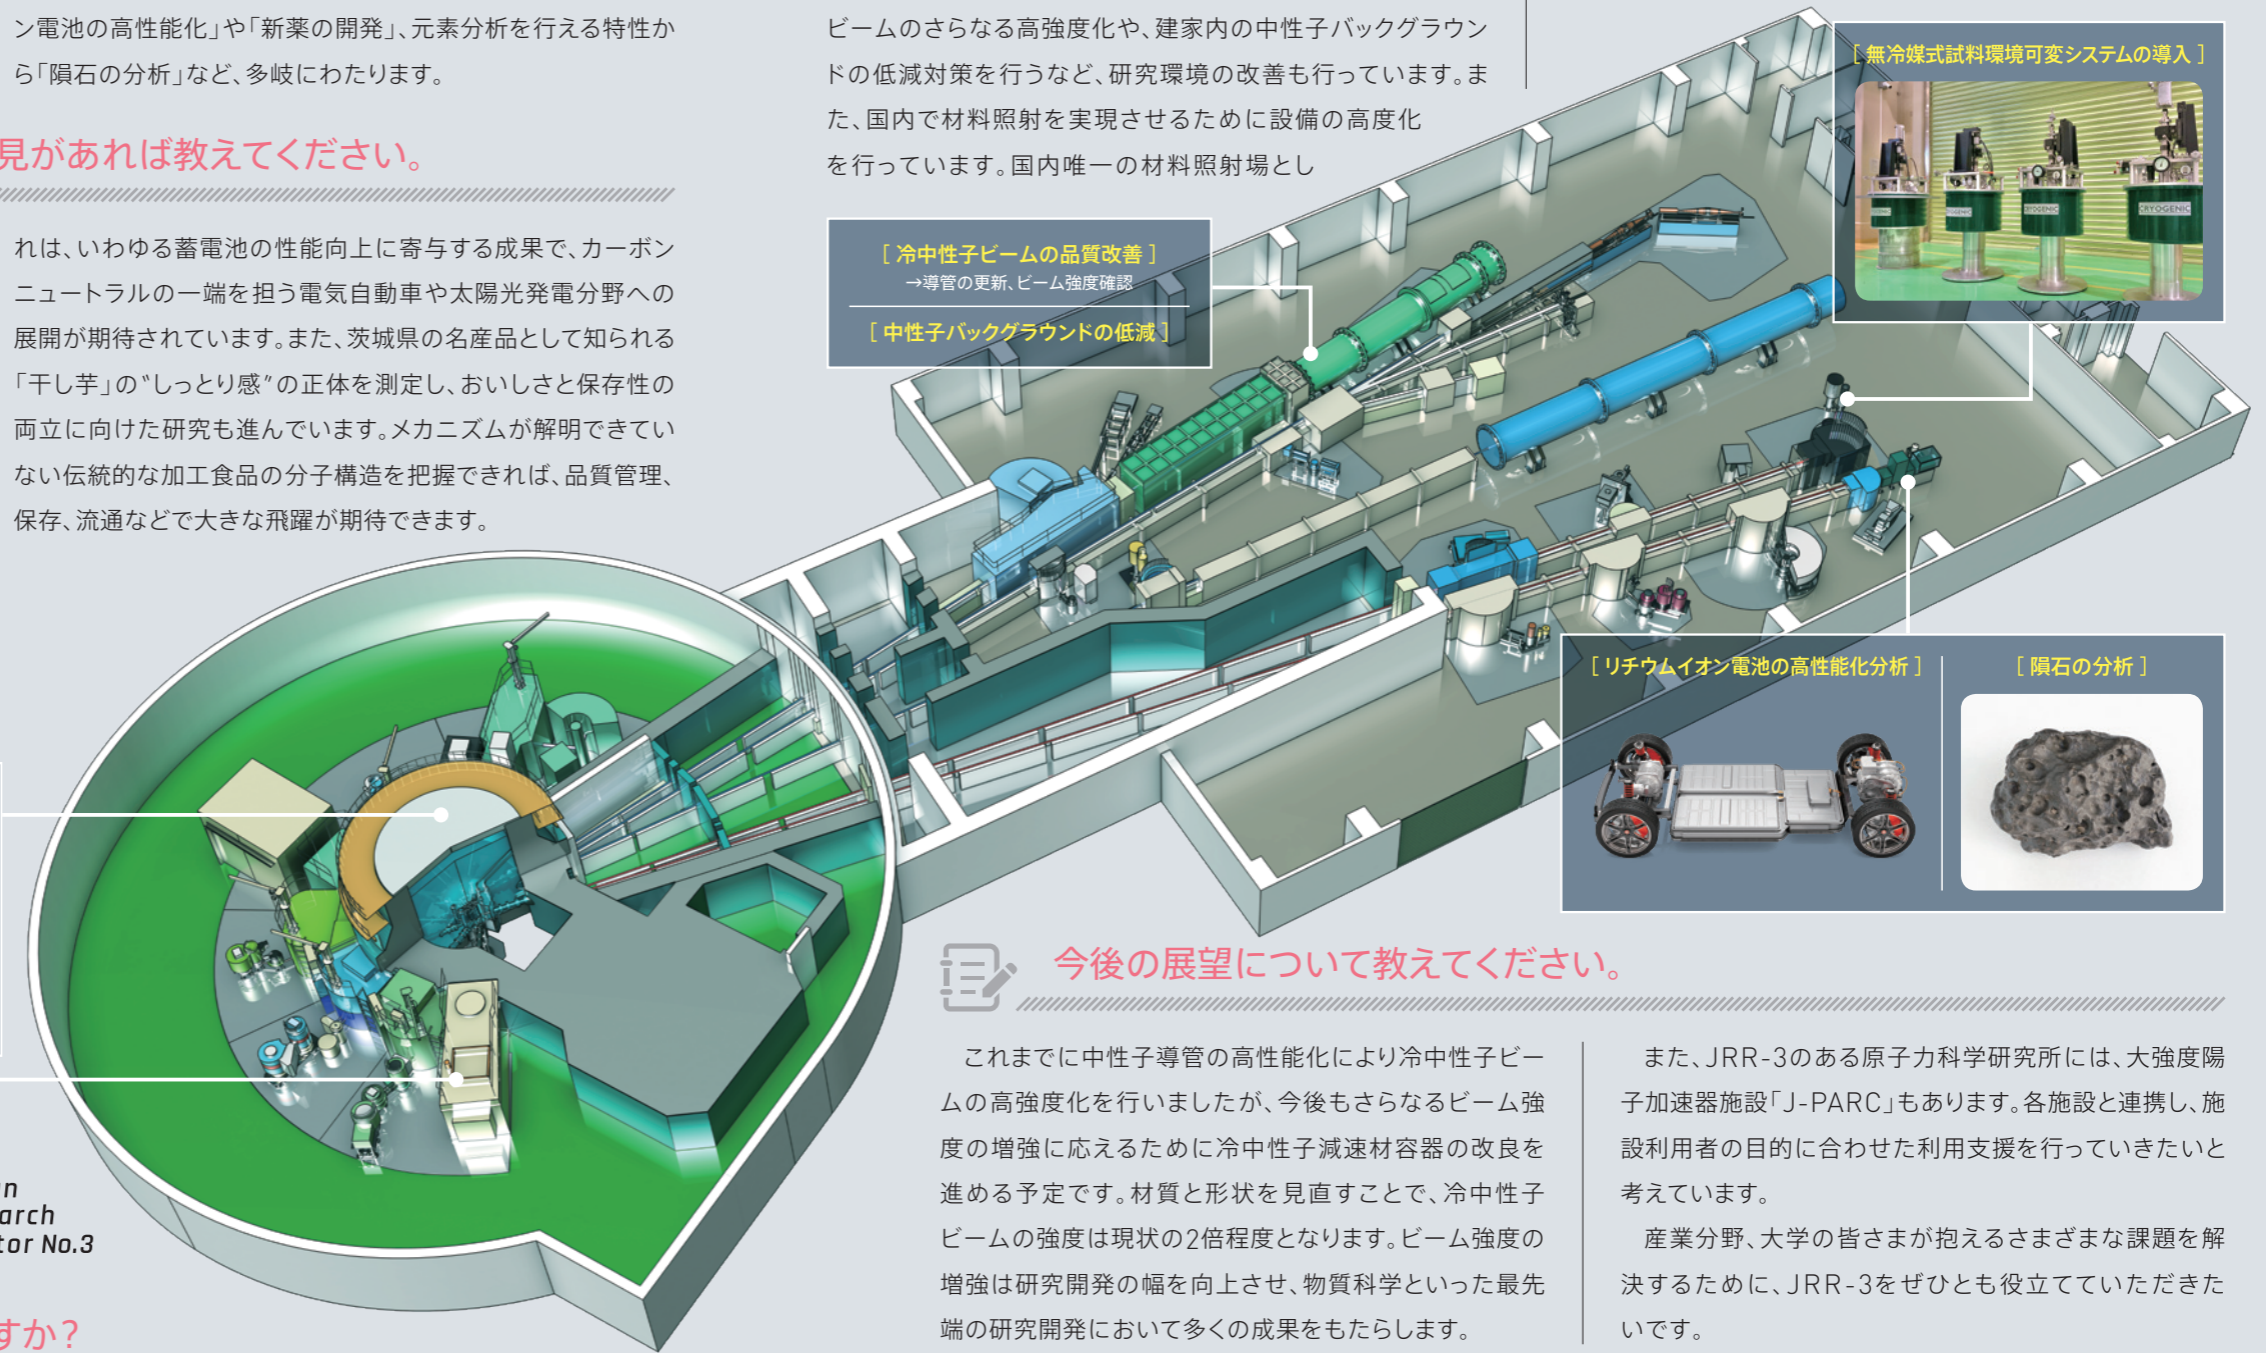 ン電池の高性能化」や「新薬の開発」、元素分析を行える特性か
ら「隕石の分析」など、多岐にわたります。
見があれば教えてください。
れは、いわゆる蓄電池の性能向上に寄与する成果で、カーボン
ニュートラルの一端を担う電気自動車や太陽光発電分野への
展開が期待されています。また、茨城県の名産品として知られる
「干し芋」の〝しっとり感〟の正体を測定し、おいしさと保存性の
両立に向けた研究も進んでいます。メカニズムが解明できてい
ない伝統的な加工食品の分子構造を把握できれば、品質管理、
保存、流通などで大きな飛躍が期待できます。
ビームのさらなる高強度化や、建家内の中性子バックグラウン
ドの低減対策を行うなど、研究環境の改善も行っています。ま
た、国内で材料照射を実現させるために設備の高度化
を行っています。国内唯一の材料照射場とし
[ 冷中性子ビームの品質改善 ]
→導管の更新、ビーム強度確認
[ 中性子バックグラウンドの低減 ]
[ 無冷媒式試料環境可変システムの導入 ]
CRYOGENIC
CRYOGENIC
CRYOGENIC
CRYOGENIC
[ リチウムイオン電池の高性能化分析 ]
[ 隕石の分析 ]
n
arch
tor No.3
すか?
今後の展望について教えてください。
これまでに中性子導管の高性能化により冷中性子ビー
ムの高強度化を行いましたが、今後もさらなるビーム強
度の増強に応えるために冷中性子減速材容器の改良を
進める予定です。材質と形状を見直すことで、冷中性子
ビームの強度は現状の2倍程度となります。ビーム強度の
増強は研究開発の幅を向上させ、物質科学といった最先
端の研究開発において多くの成果をもたらします。
また、JRR-3のある原子力科学研究所には、大強度陽
子加速器施設「J-PARC」もあります。各施設と連携し、施
設利用者の目的に合わせた利用支援を行っていきたいと
考えています。
産業分野、大学の皆さまが抱えるさまざまな課題を解
決するために、JRR-3をぜひとも役立てていただきた
いです。